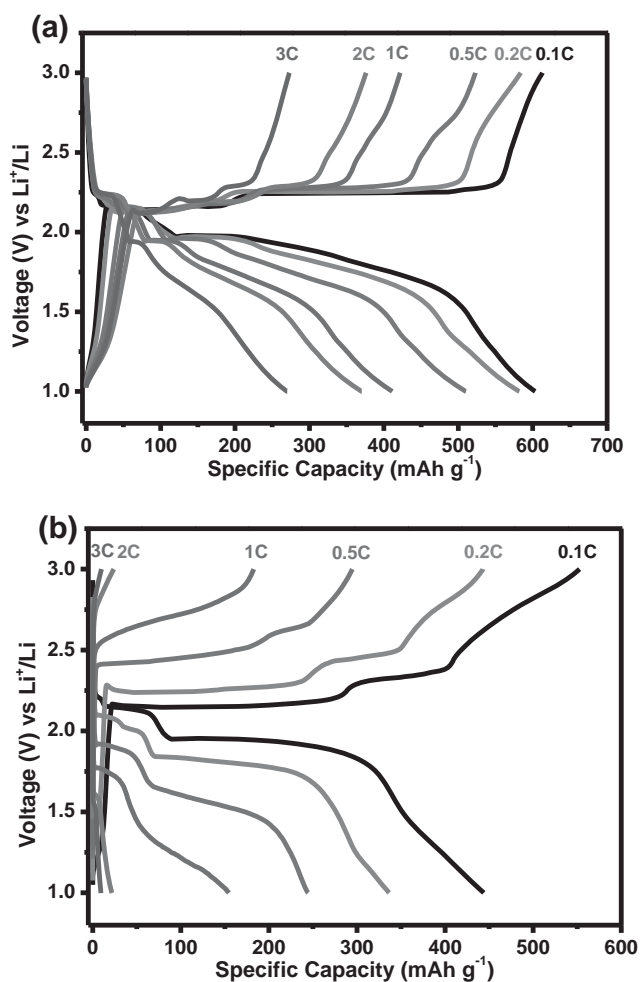 (a)
3C 2C 1C 0.5C 0.2C 0.1C
3.0
2.5
2.0
1.5
1.0
Voltage (V) vs Li⁺/Li
0 100 200 300 400 500 600 700
Specific Capacity (mAh g⁻¹)
(b)
3C 2C 1C 0.5C 0.2C 0.1C
3.0
2.5
2.0
1.5
1.0
Voltage (V) vs Li⁺/Li
0 100 200 300 400 500 600
Specific Capacity (mAh g⁻¹)